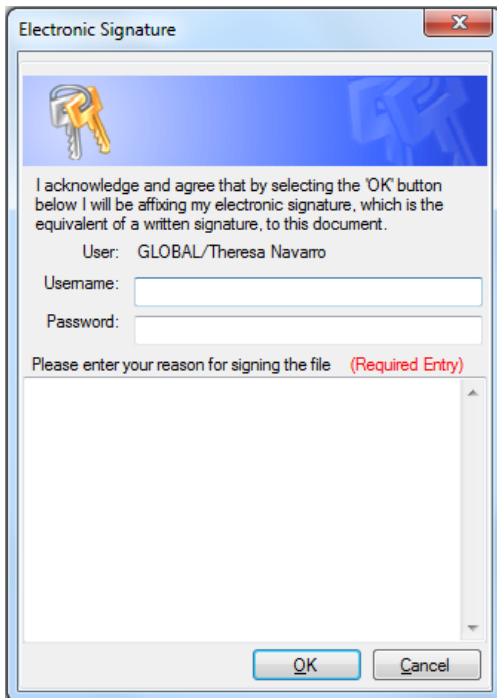 Electronic Signature
I acknowledge and agree that by selecting the 'OK' button
below I will be affixing my electronic signature, which is the
equivalent of a written signature, to this document.
User: GLOBAL/Theresa Navarro
Username:
Password:
Please enter your reason for signing the file (Required Entry)
OK Cancel